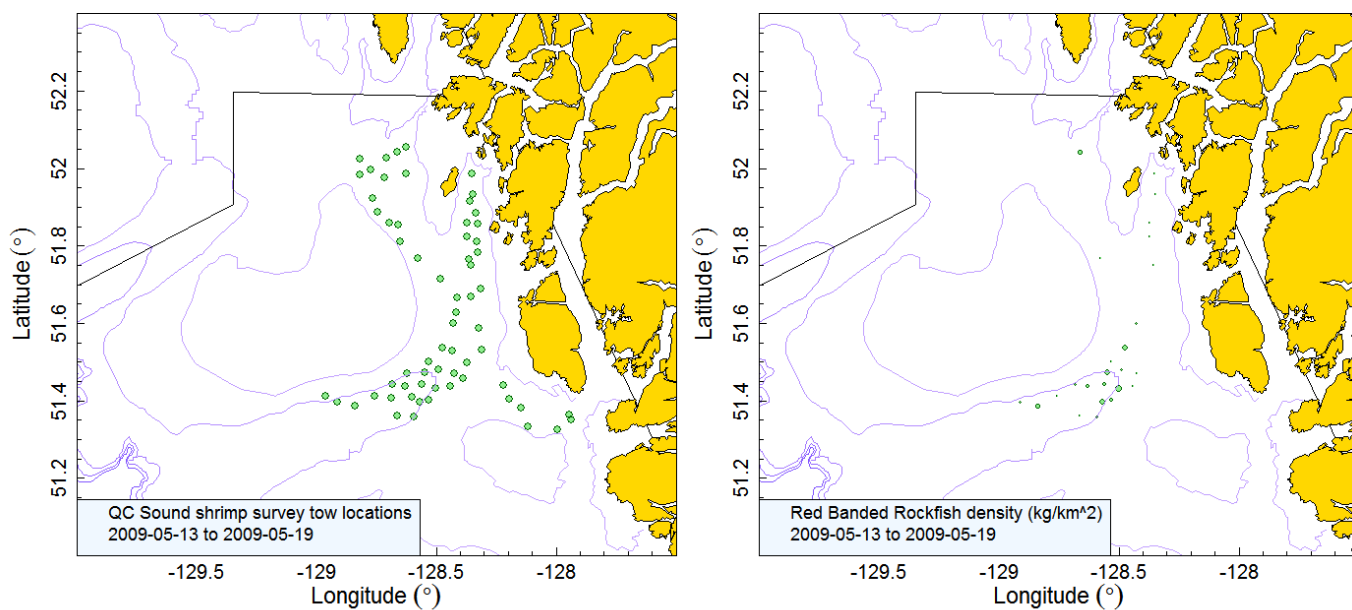 52.2
52
51.8
51.6
51.4
51.2
Latitude (°)
QC Sound shrimp survey tow locations
2009-05-13 to 2009-05-19
-129.5
-129
-128.5
-128
Longitude (°)
52.2
52
51.8
51.6
51.4
51.2
Latitude (°)
Red Banded Rockfish density (kg/km^2)
2009-05-13 to 2009-05-19
-129.5
-129
-128.5
-128
Longitude (°)